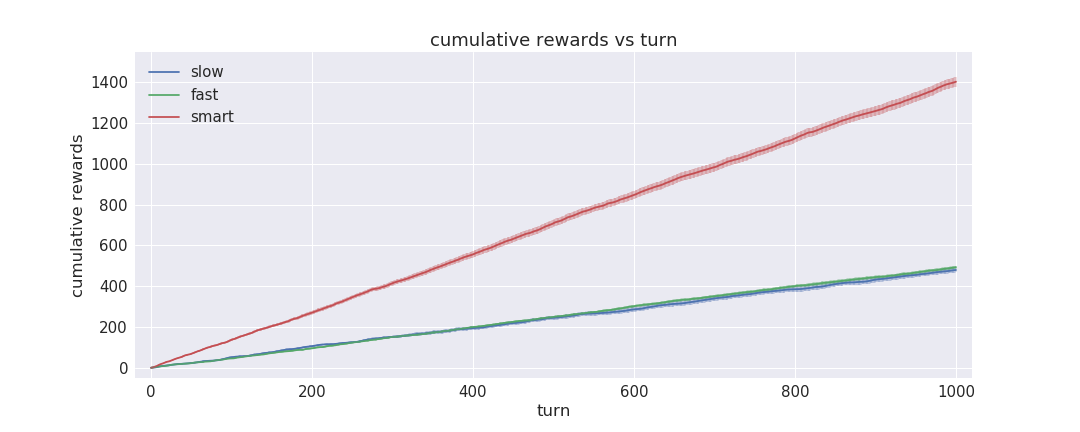 cumulative rewards vs turn
slow
fast
smart
cumulative rewards
1400
1200
1000
800
600
400
200
0
0 200 400 600 800 1000
turn